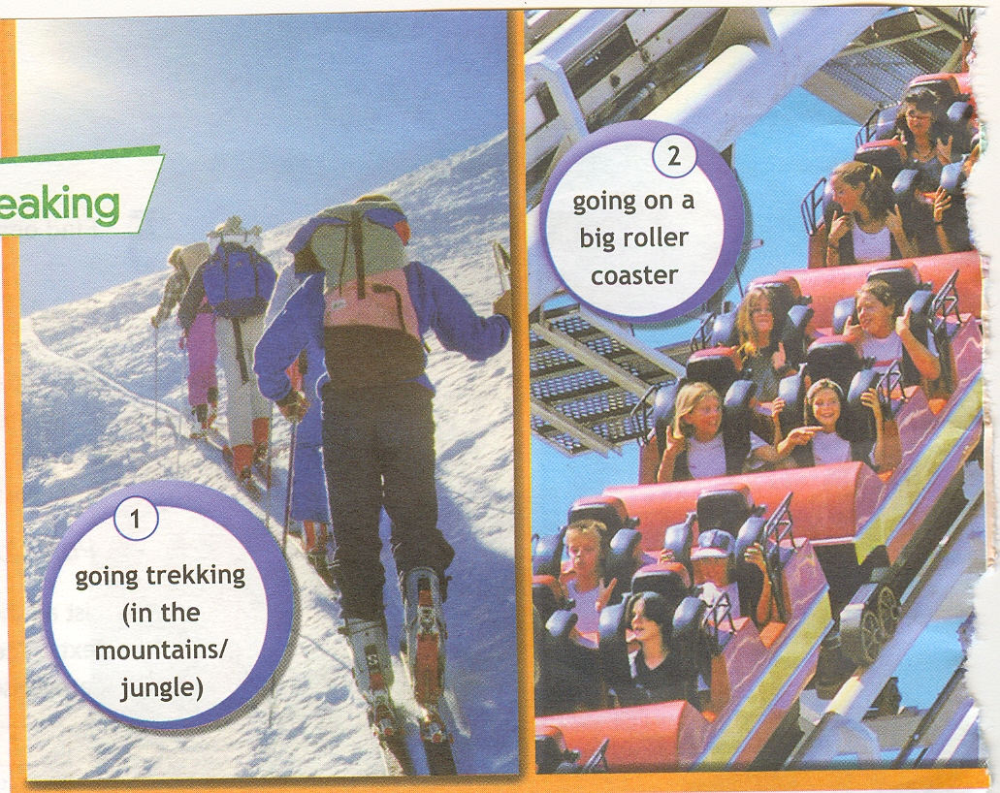 eaking
1
going trekking
(in the
mountains/
jungle)
2
going on a
big roller
coaster